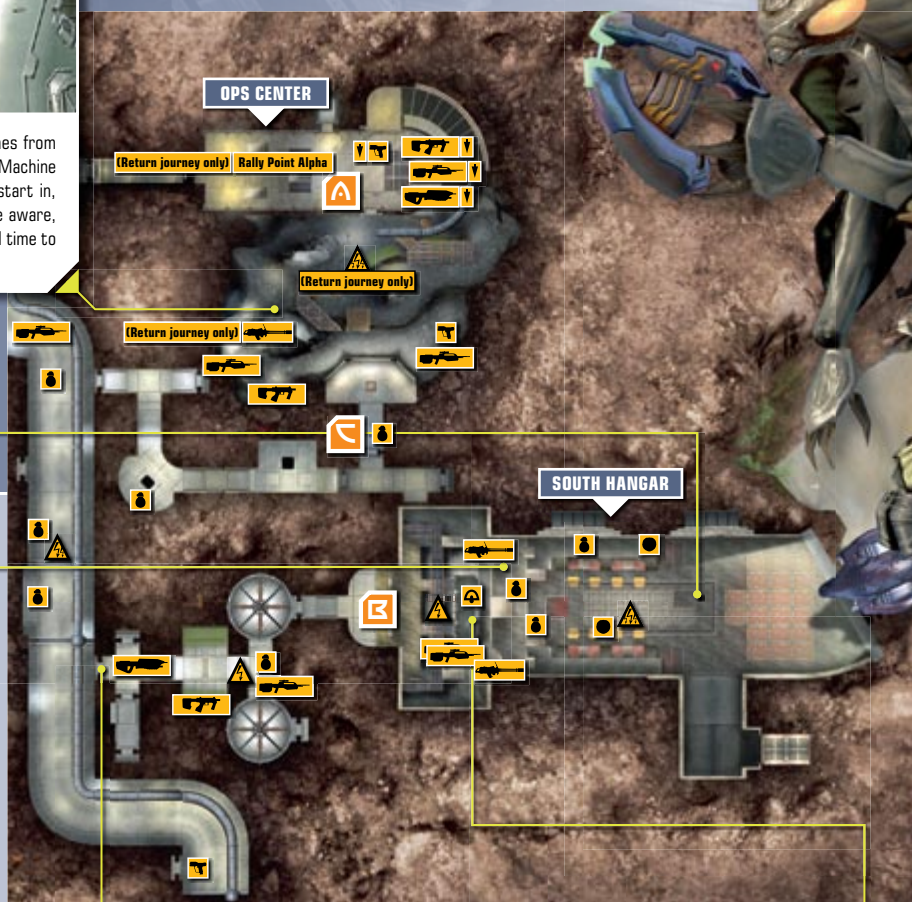 nes from
Machine
start in,
e aware,
l time to
OPS CENTER
(Return journey only)
Rally Point Alpha
(Return journey only)
(Return journey only)
SOUTH HANGAR